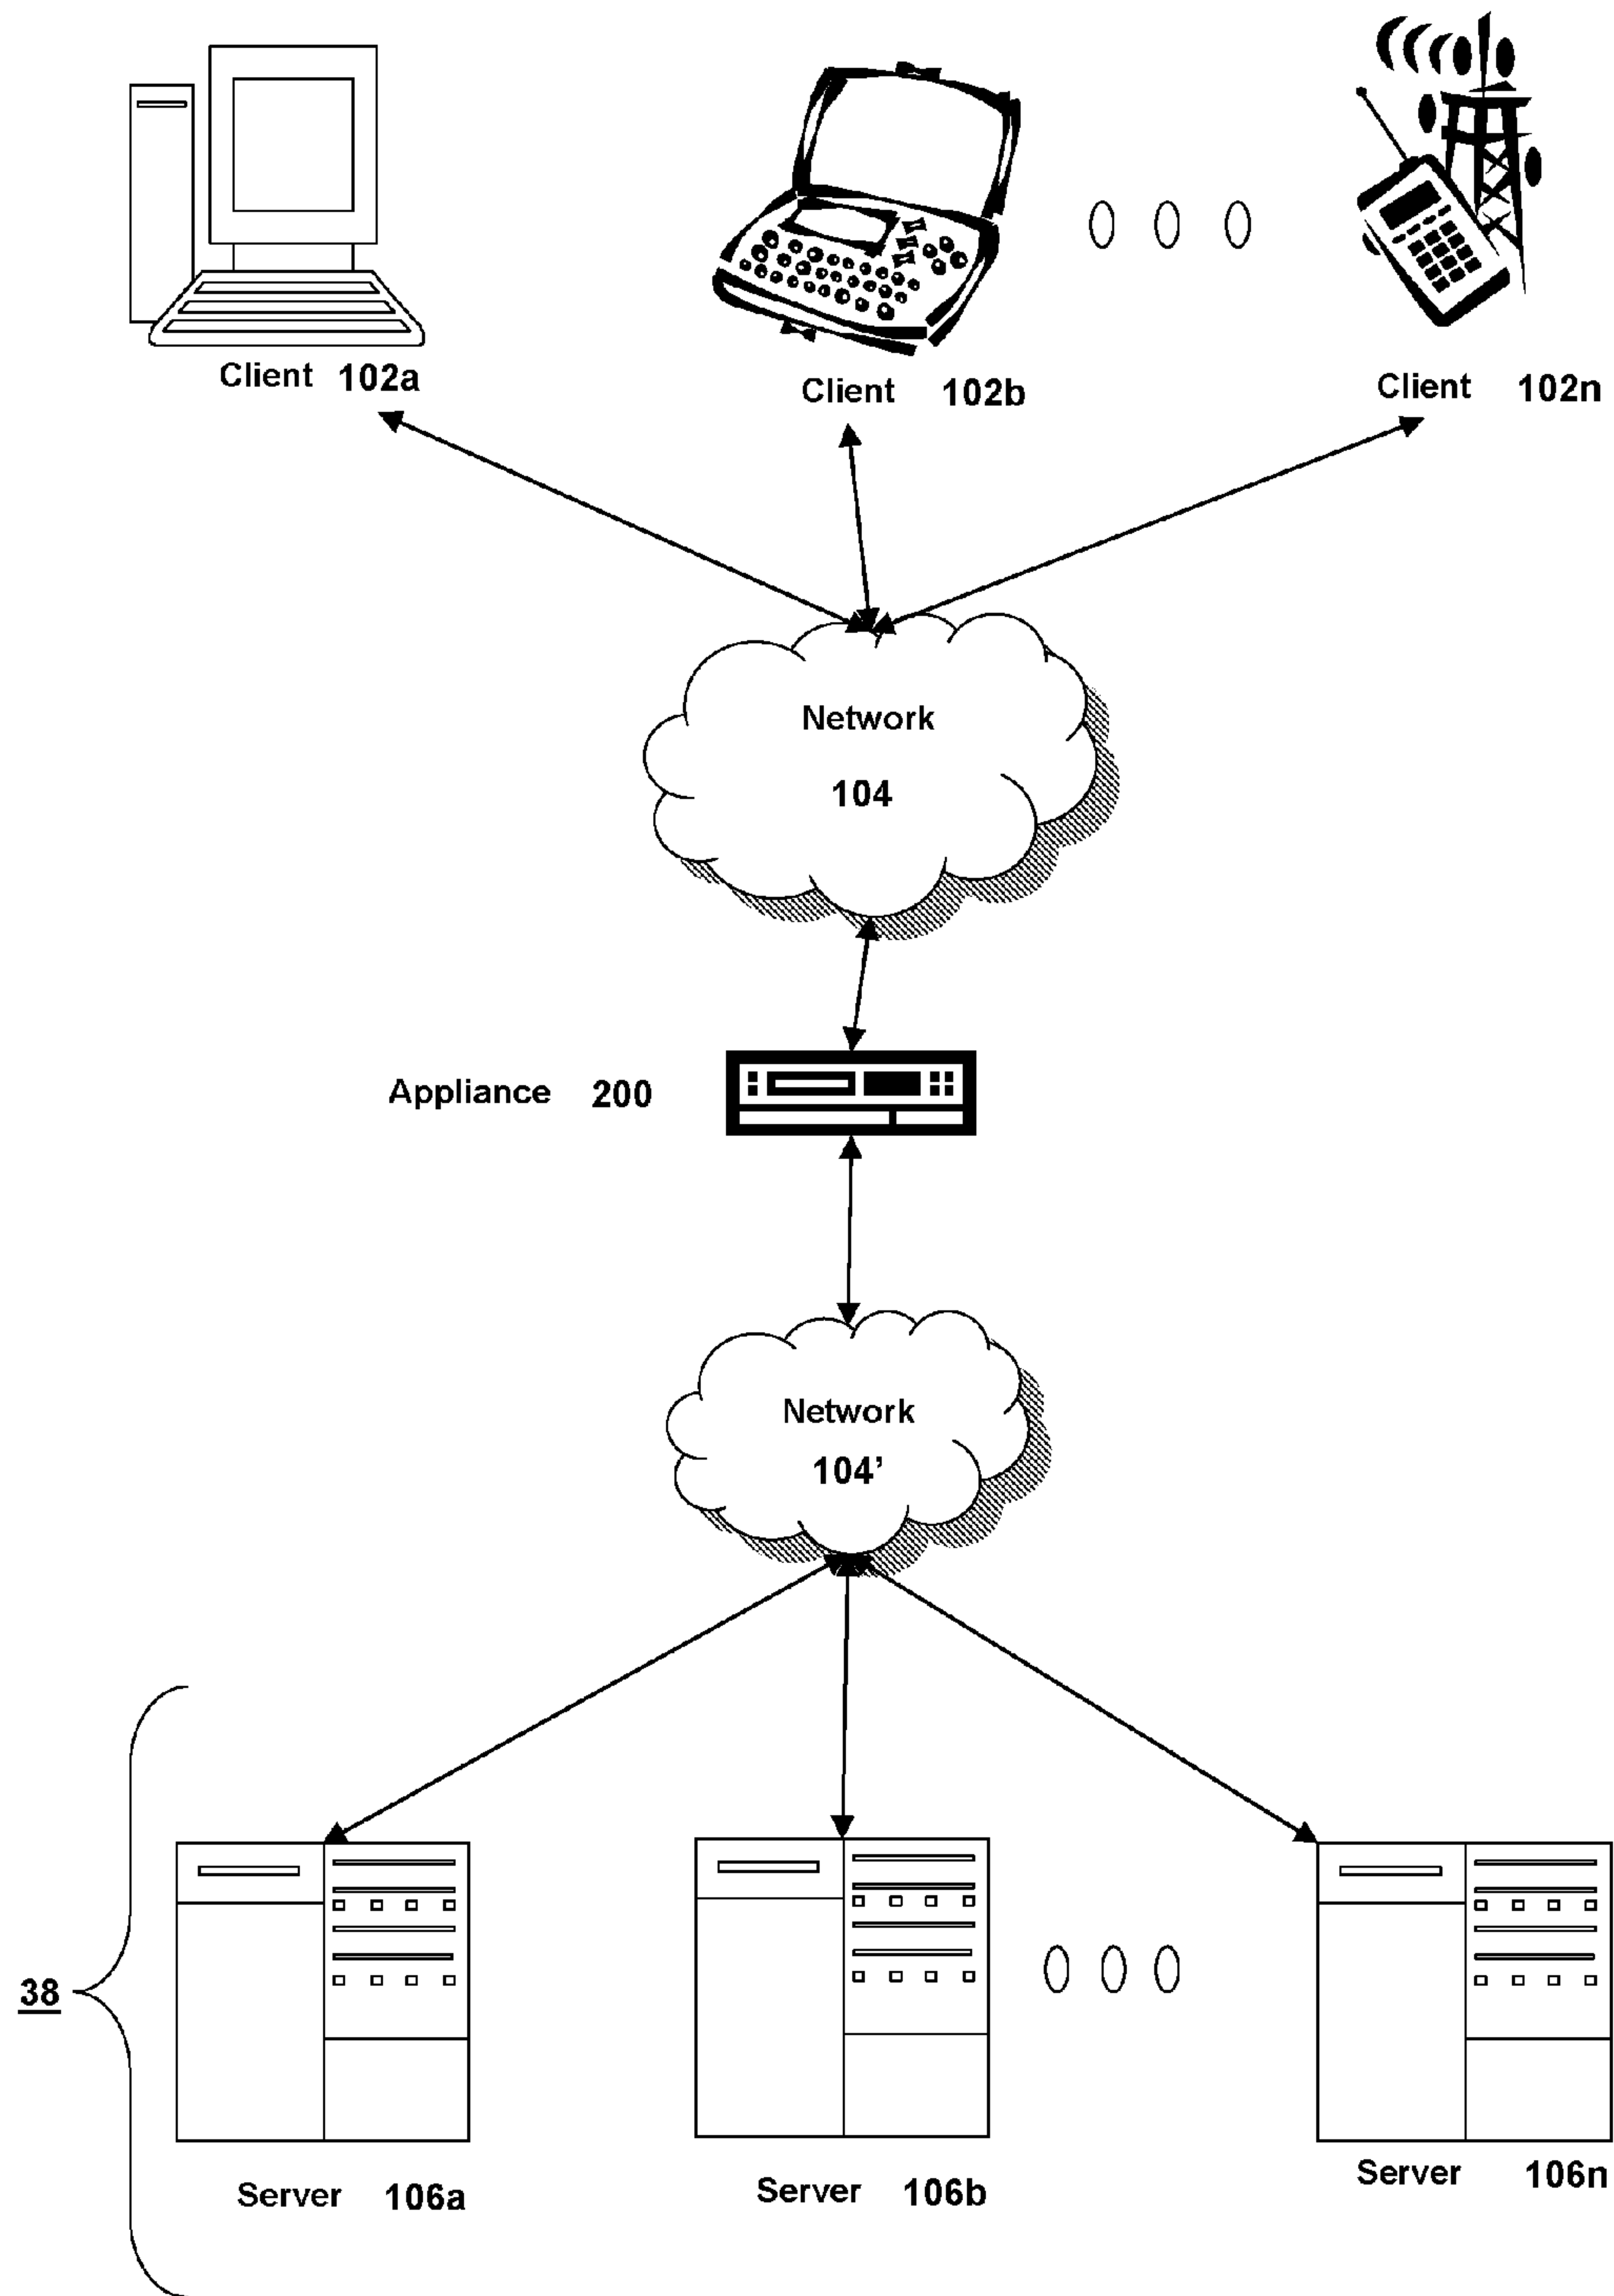 Client 102a
Client 102b
Client 102n
Network
104
Appliance 200
Network
104’
38
Server 106a
Server 106b
Server 106n